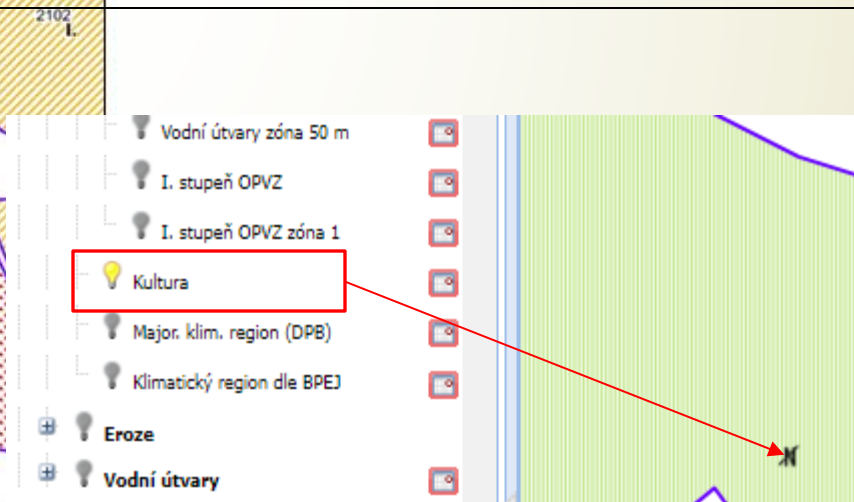 2102
I.
Vodní útvary zóna 50 m
I. stupeň OPVZ
I. stupeň OPVZ zóna 1
Kultura
Major. klim. region (DPB)
Klimatický region dle BPEJ
Eroze
Vodní útvary